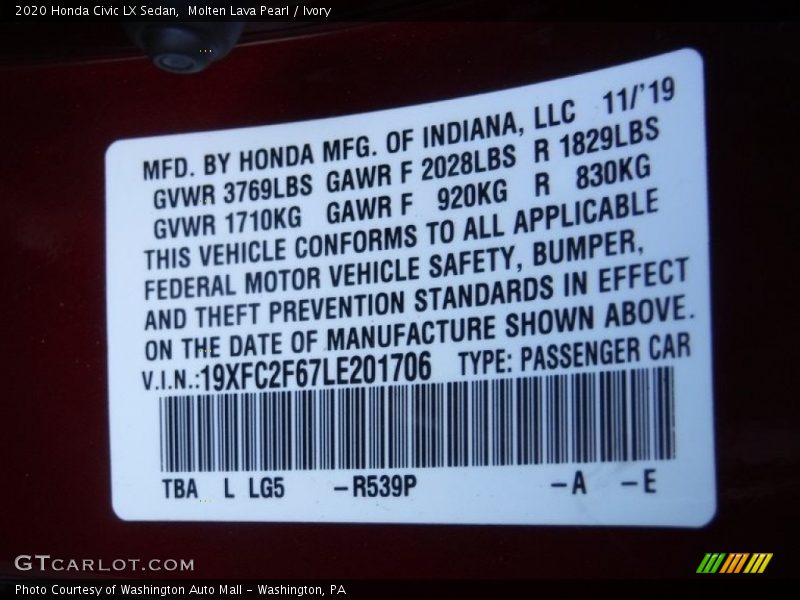 2020 Honda Civic LX Sedan,  Molten Lava Pearl / Ivory
MFD. BY HONDA MFG. OF INDIANA, LLC 11/'19
GVWR 3769LBS GAWR F 2028LBS R 1829LBS
GVWR 1710KG GAWR F 920KG R 830KG
THIS VEHICLE CONFORMS TO ALL APPLICABLE
FEDERAL MOTOR VEHICLE SAFETY, BUMPER,
AND THEFT PREVENTION STANDARDS IN EFFECT
ON THE DATE OF MANUFACTURE SHOWN ABOVE.
V.I.N.:19XFC2F67LE201706 TYPE: PASSENGER CAR
TBA L LG5 -R539P -A -E
GTCARLOT.COM
Photo Courtesy of Washington Auto Mall - Washington, PA